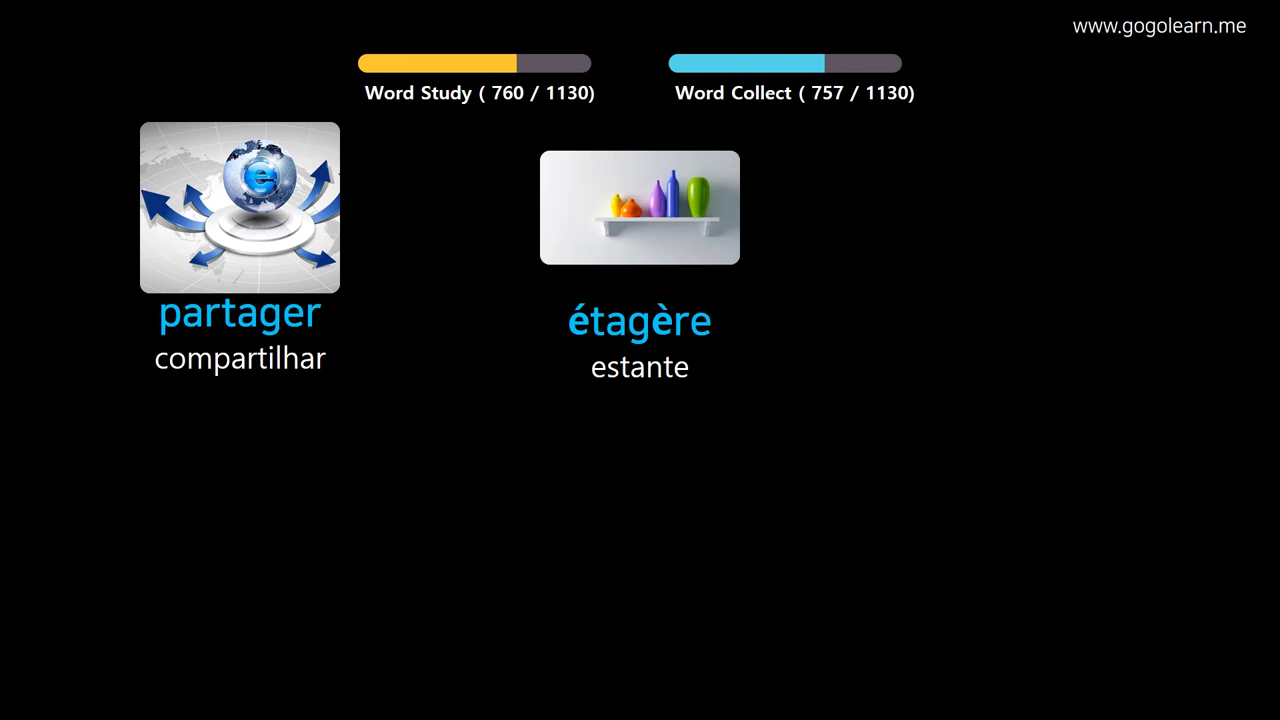 www.gogolearn.me
Word Study ( 760 / 1130)
Word Collect ( 757 / 1130)
e
partager
compartilhar
étagère
estante